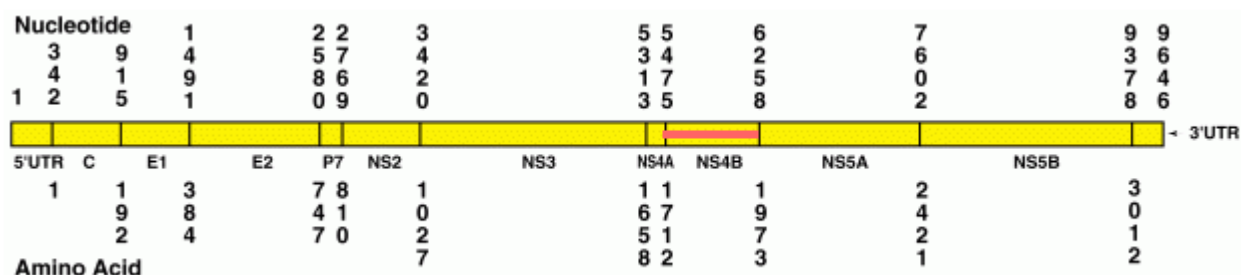 Nucleotide
1 342 915 1491 2580 2769 3420 5313 5475 6258 7602 9378 9646
3'UTR
5'UTR C E1 E2 P7 NS2 NS3 NS4A NS4B NS5A NS5B
1 192 384 747 810 1027 1658 1712 1973 2421 3012
Amino Acid